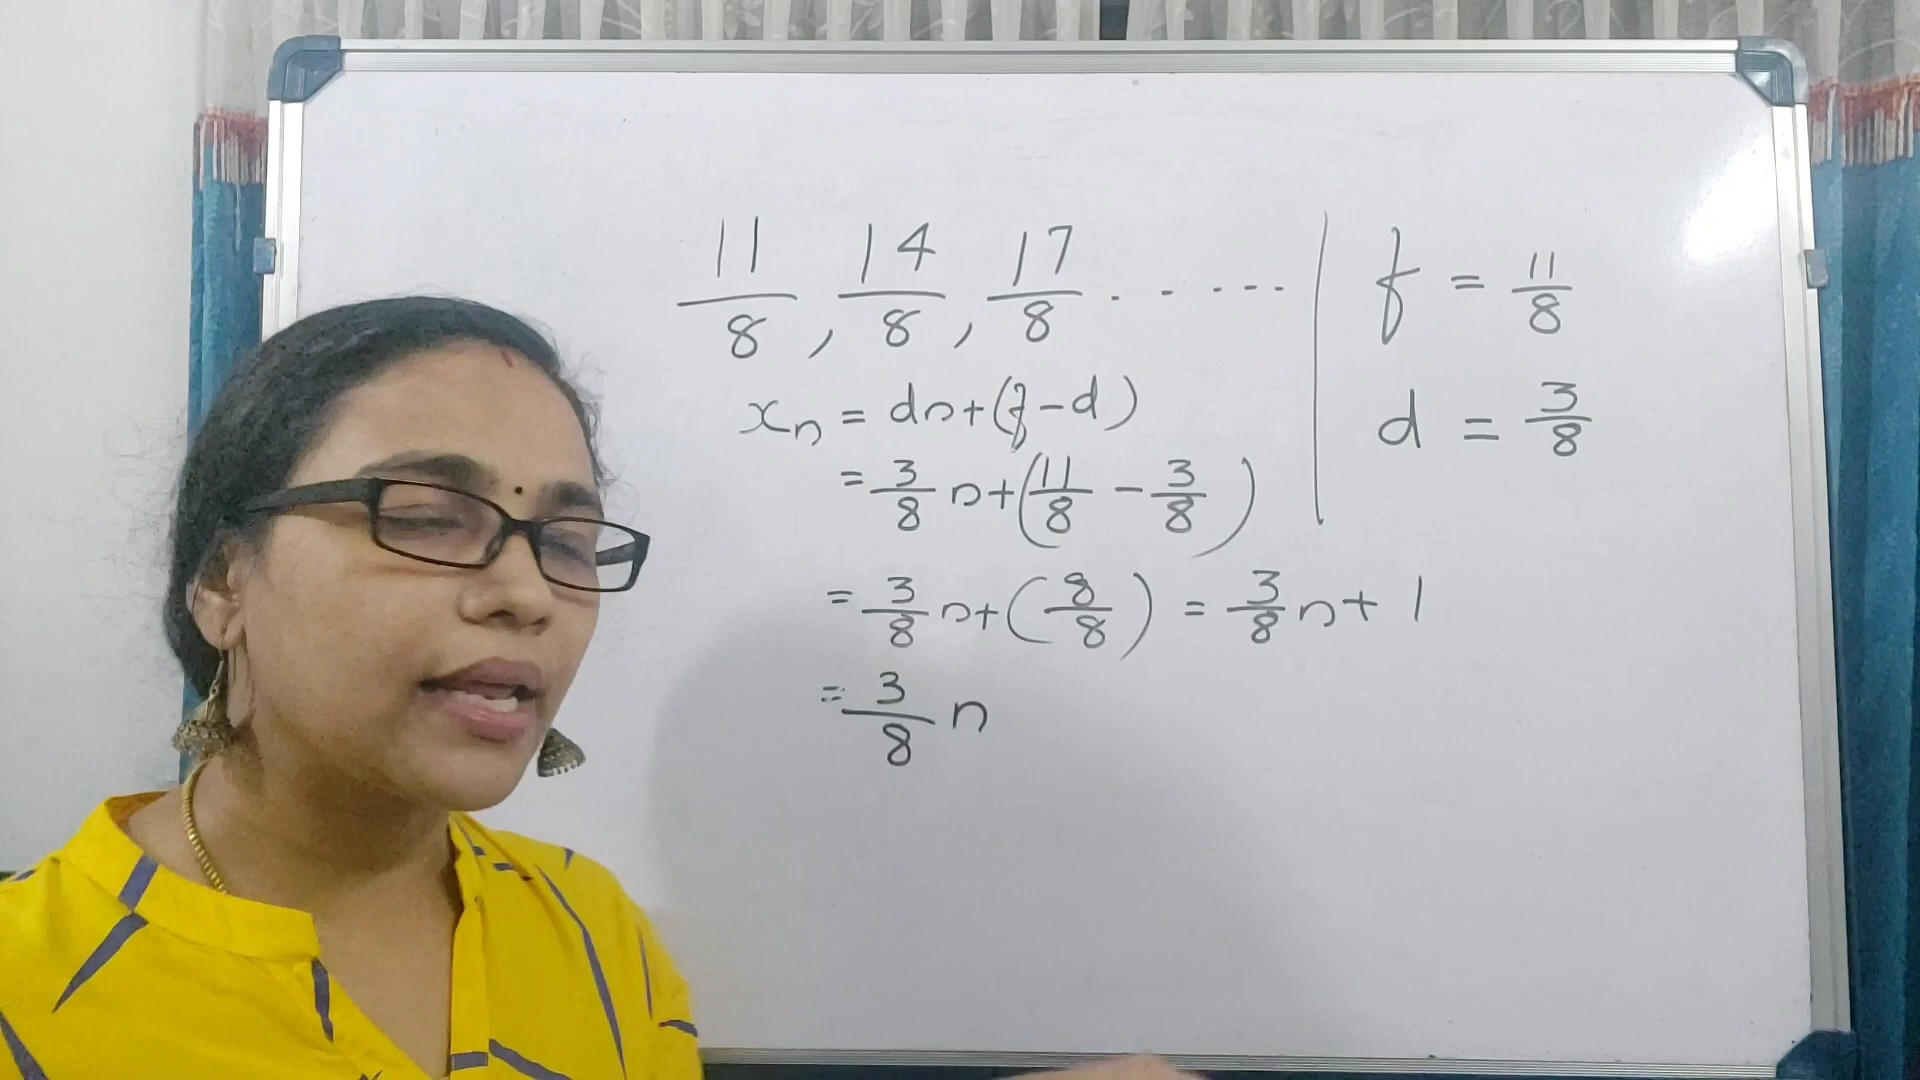 11/8, 14/8, 17/8 . . . . . .
f = 11/8
d = 3/8
xn = dn+(f-d)
= 3/8 n+(11/8 - 3/8)
= 3/8 n+(8/8) = 3/8 n+ 1
= 3/8 n